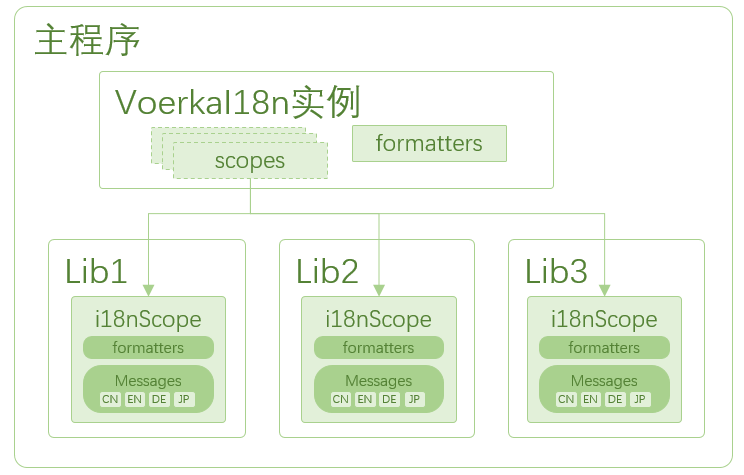 主程序
VoerkaI18n实例
scopes
formatters
Lib1
i18nScope
formatters
Messages
CN EN DE JP
Lib2
i18nScope
formatters
Messages
CN EN DE JP
Lib3
i18nScope
formatters
Messages
CN EN DE JP